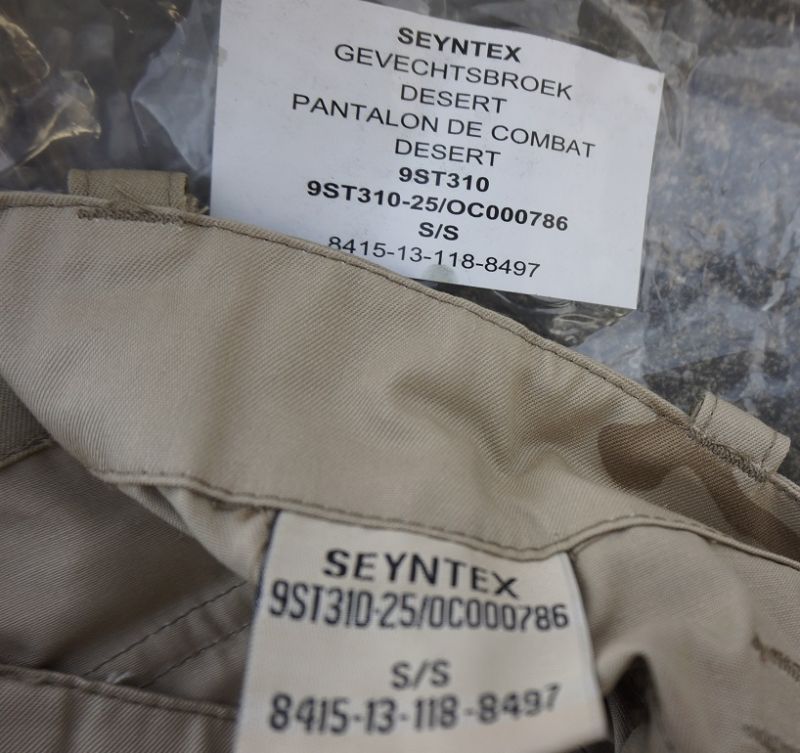 SEYNTEX
GEVECHTSBROEK
DESERT
PANTALON DE COMBAT
DESERT
9ST310
9ST310-25/OC000786
S/S
8415-13-118-8497
SEYNTEX
9ST310-25/OC000786
S/S
8415-13-118-8497